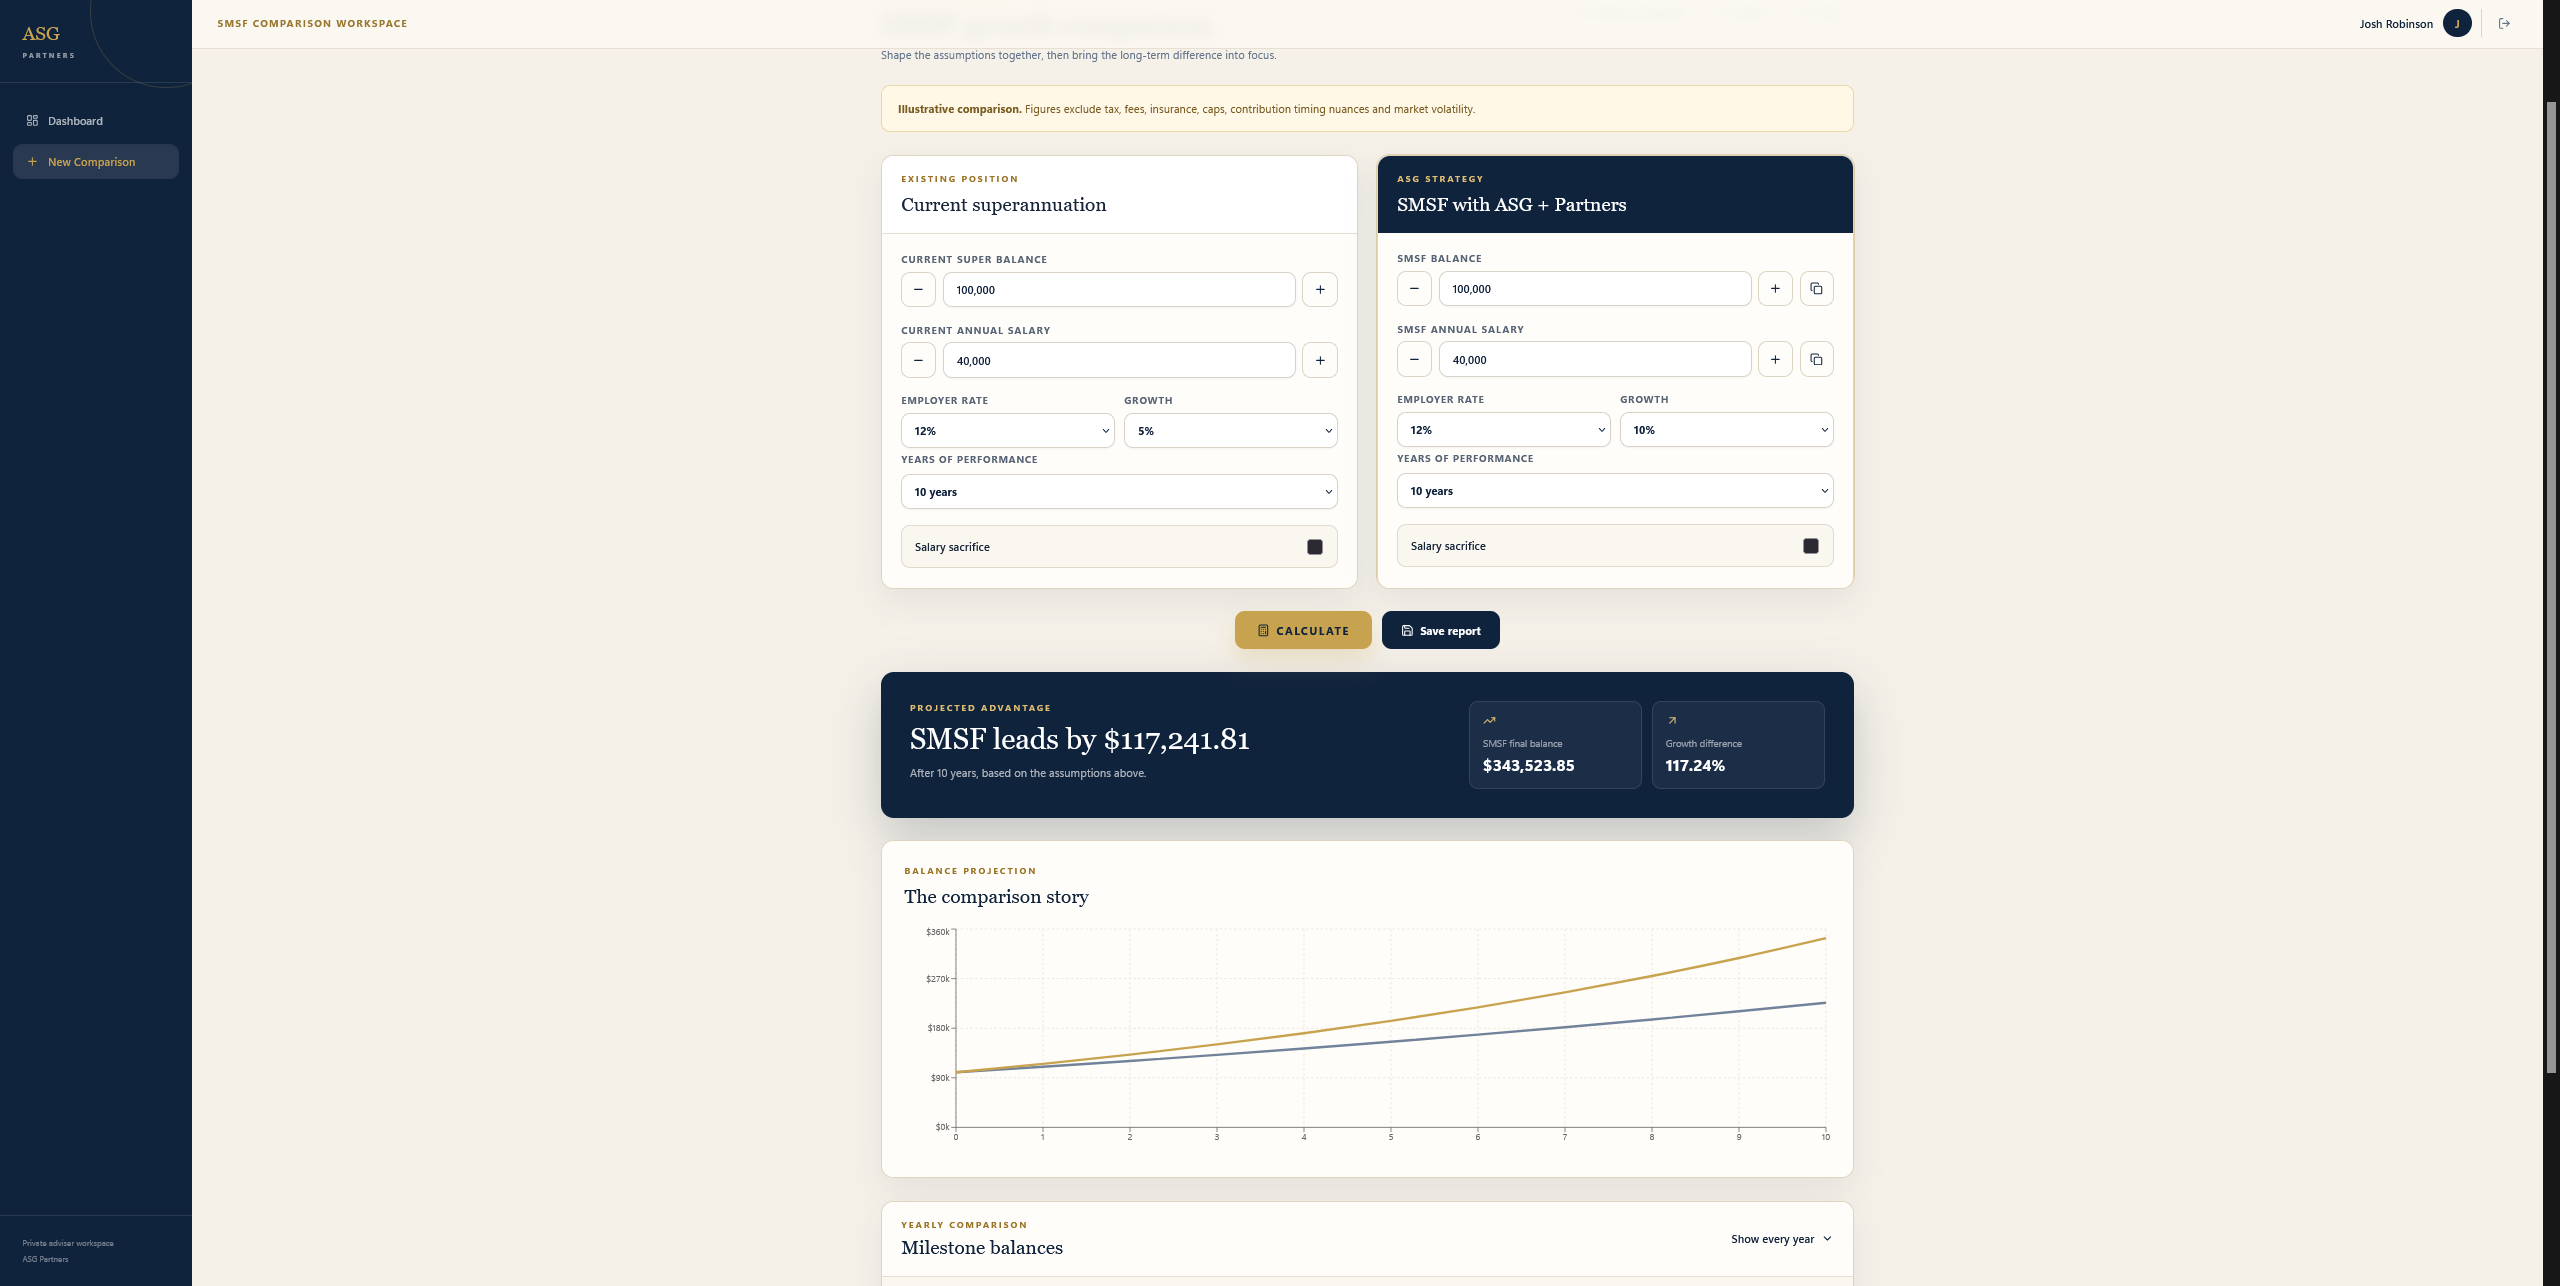 ASG
PARTNERS
Dashboard
New Comparison
Private adviser workspace
ASG Partners
SMSF COMPARISON WORKSPACE
Josh Robinson
J
Shape the assumptions together, then bring the long-term difference into focus.
Illustrative comparison. Figures exclude tax, fees, insurance, caps, contribution timing nuances and market volatility.
EXISTING POSITION
Current superannuation
CURRENT SUPER BALANCE
100,000
CURRENT ANNUAL SALARY
40,000
EMPLOYER RATE
GROWTH
12%
5%
YEARS OF PERFORMANCE
10 years
Salary sacrifice
ASG STRATEGY
SMSF with ASG + Partners
SMSF BALANCE
100,000
SMSF ANNUAL SALARY
40,000
EMPLOYER RATE
GROWTH
12%
10%
YEARS OF PERFORMANCE
10 years
Salary sacrifice
CALCULATE
Save report
PROJECTED ADVANTAGE
SMSF leads by $117,241.81
After 10 years, based on the assumptions above.
SMSF final balance
$343,523.85
Growth difference
117.24%
BALANCE PROJECTION
The comparison story
$360k
$270k
$180k
$90k
$0k
0 1 2 3 4 5 6 7 8 9 10
YEARLY COMPARISON
Milestone balances
Show every year